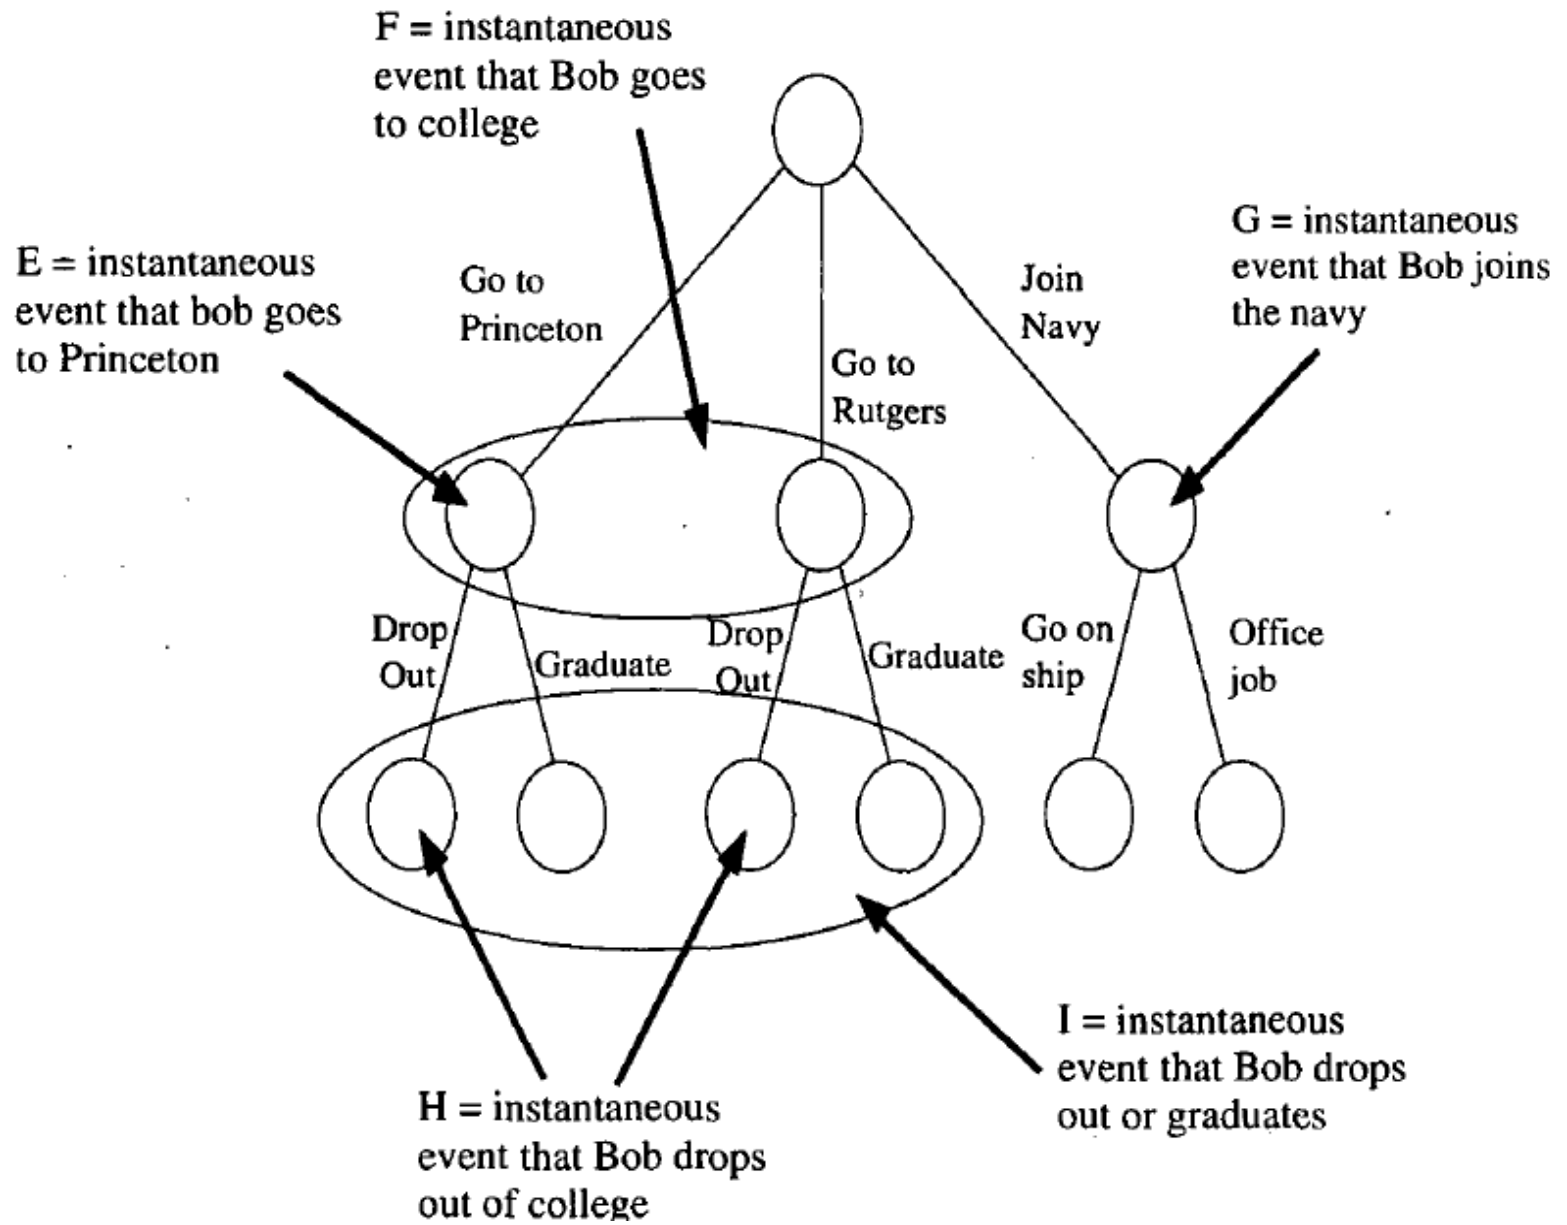 F = instantaneous
event that Bob goes
to college
G = instantaneous
event that Bob joins
the navy
E = instantaneous
event that bob goes
to Princeton
Go to
Princeton
Join
Navy
Go to
Rutgers
Drop
Out
Graduate
Drop
Out
Graduate
Go on
ship
Office
job
I = instantaneous
event that Bob drops
out or graduates
H = instantaneous
event that Bob drops
out of college